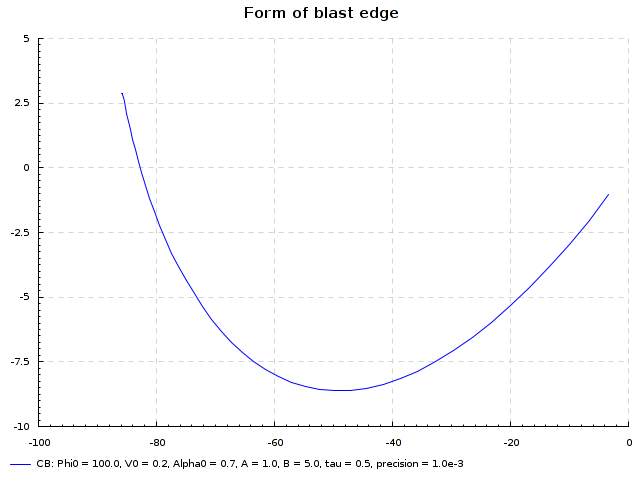 Form of blast edge
5
2.5
0
-2.5
-5
-7.5
-10
-100 -80 -60 -40 -20 0
CB: Phi0 = 100.0, V0 = 0.2, Alpha0 = 0.7, A = 1.0, B = 5.0, tau = 0.5, precision = 1.0e-3